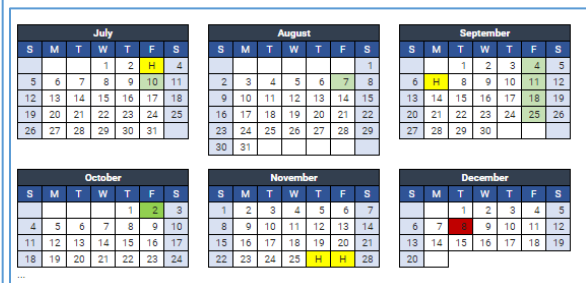 July
S M T W T F S
1 2 H 4
5 6 7 8 9 10 11
12 13 14 15 16 17 18
19 20 21 22 23 24 25
26 27 28 29 30 31
August
S M T W T F S
1
2 3 4 5 6 7 8
9 10 11 12 13 14 15
16 17 18 19 20 21 22
23 24 25 26 27 28 29
30 31
September
S M T W T F S
1 2 3 4 5
6 H 8 9 10 11 12
13 14 15 16 17 18 19
20 21 22 23 24 25 26
27 28 29 30
October
S M T W T F S
1 2 3
4 5 6 7 8 9 10
11 12 13 14 15 16 17
18 19 20 21 22 23 24
November
S M T W T F S
1 2 3 4 5 6 7
8 9 10 11 12 13 14
15 16 17 18 19 20 21
22 23 24 25 H H 28
December
S M T W T F S
1 2 3 4 5
6 7 8 9 10 11 12
13 14 15 16 17 18 19
20
...